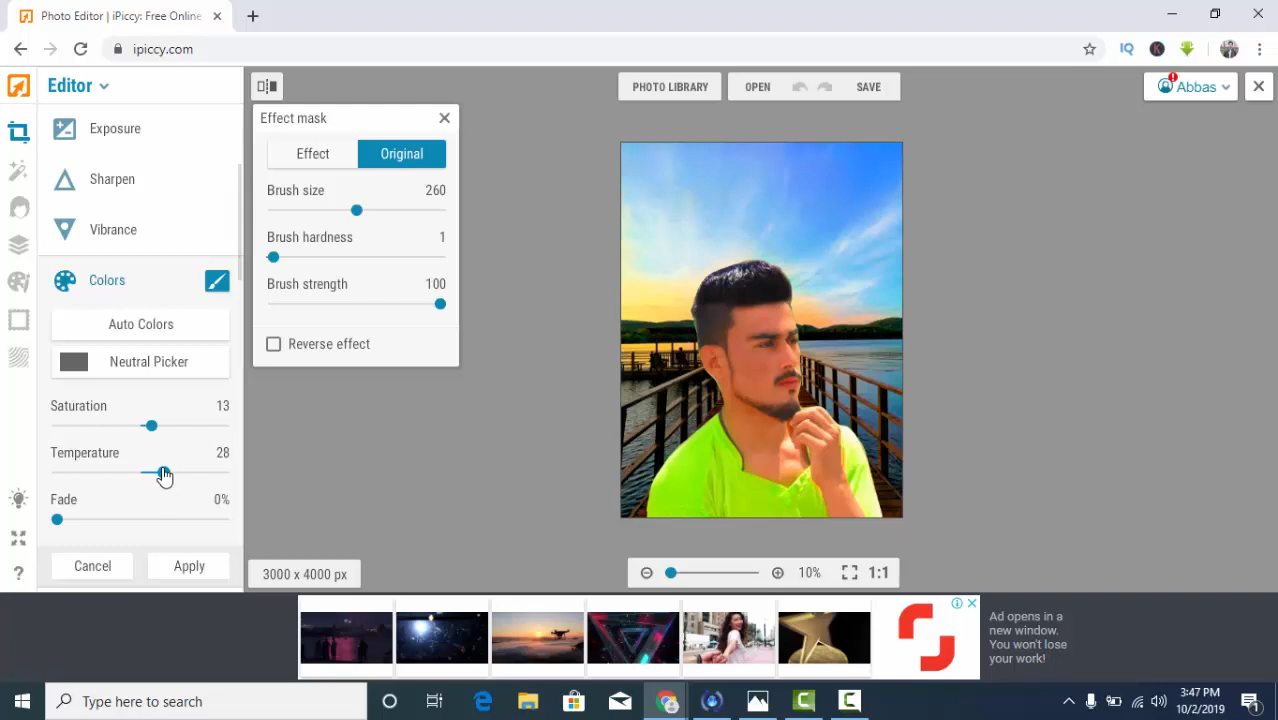 Photo Editor | iPiccy: Free Online
ipiccy.com
IQ
K
Editor
PHOTO LIBRARY
OPEN
SAVE
Abbas
Exposure
Sharpen
Vibrance
Colors
Auto Colors
Neutral Picker
Saturation 13
Temperature 28
Fade 0%
Cancel
Apply
Effect mask
Effect
Original
Brush size 260
Brush hardness 1
Brush strength 100
Reverse effect
3000 x 4000 px
10%
1:1
Ad opens in a
new window.
You won't lose
your work!
Type here to search
3:47 PM
10/2/2019
1